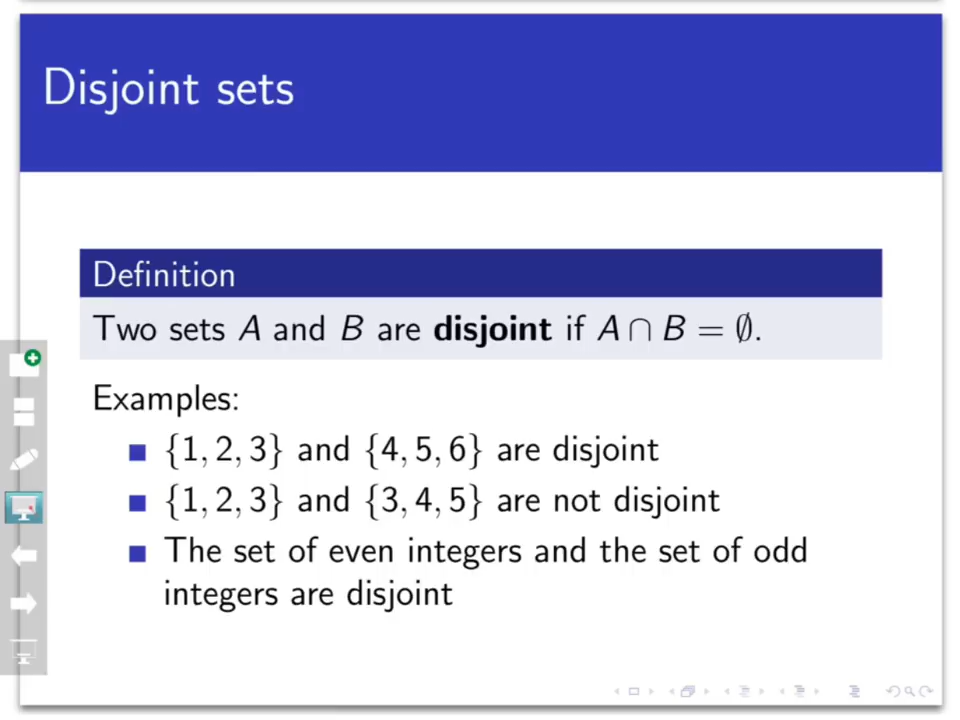 Disjoint sets
Definition
Two sets A and B are disjoint if A ∩ B = ∅.
Examples:
{1, 2, 3} and {4, 5, 6} are disjoint
{1, 2, 3} and {3, 4, 5} are not disjoint
The set of even integers and the set of odd
integers are disjoint